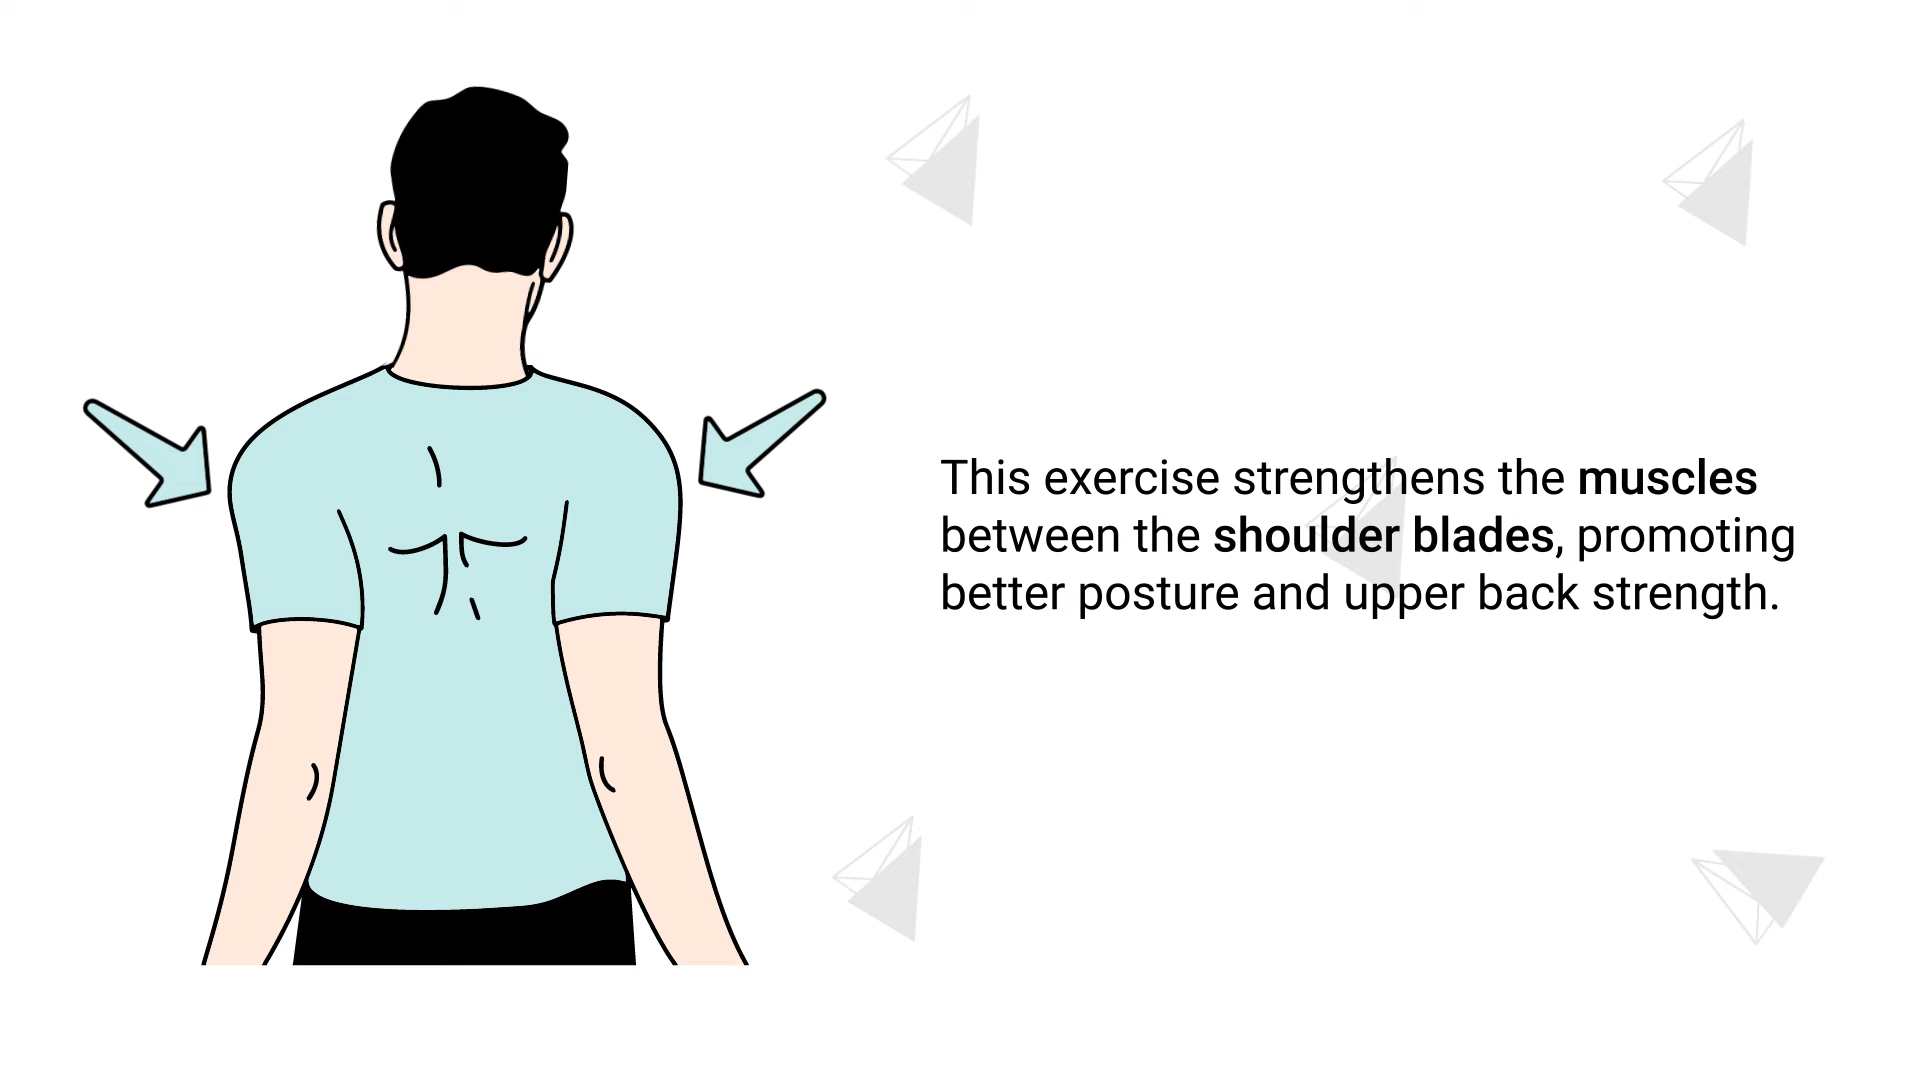 This exercise strengthens the muscles
between the shoulder blades, promoting
better posture and upper back strength.